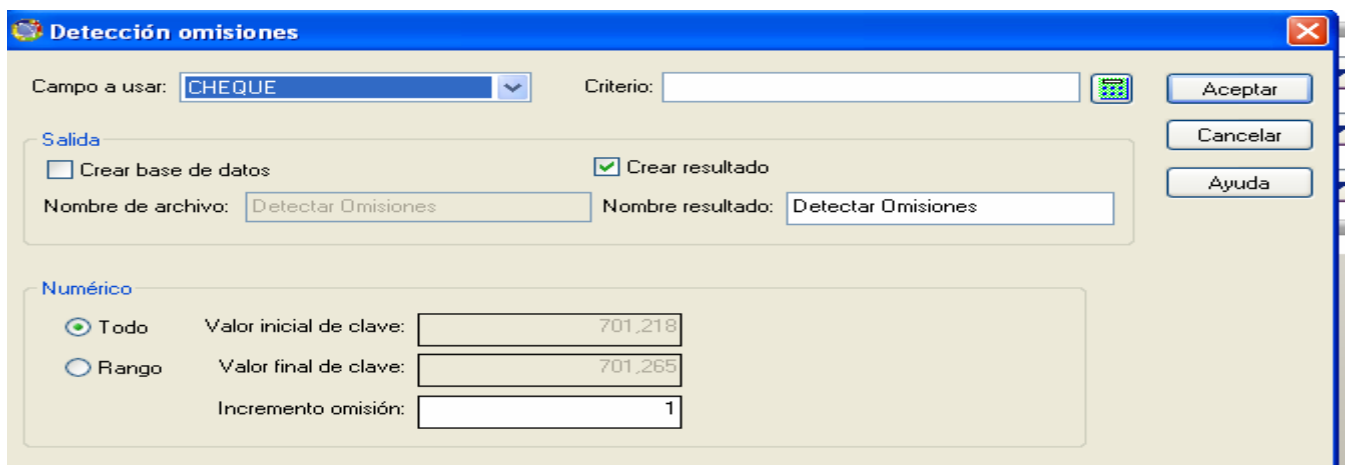 Detección omisiones
Campo a usar: CHEQUE Criterio: Aceptar
Salida Cancelar
Crear base de datos Crear resultado Ayuda
Nombre de archivo: Detectar Omisiones Nombre resultado: Detectar Omisiones
Numérico
Todo Valor inicial de clave: 701,218
Rango Valor final de clave: 701,265
Incremento omisión: 1